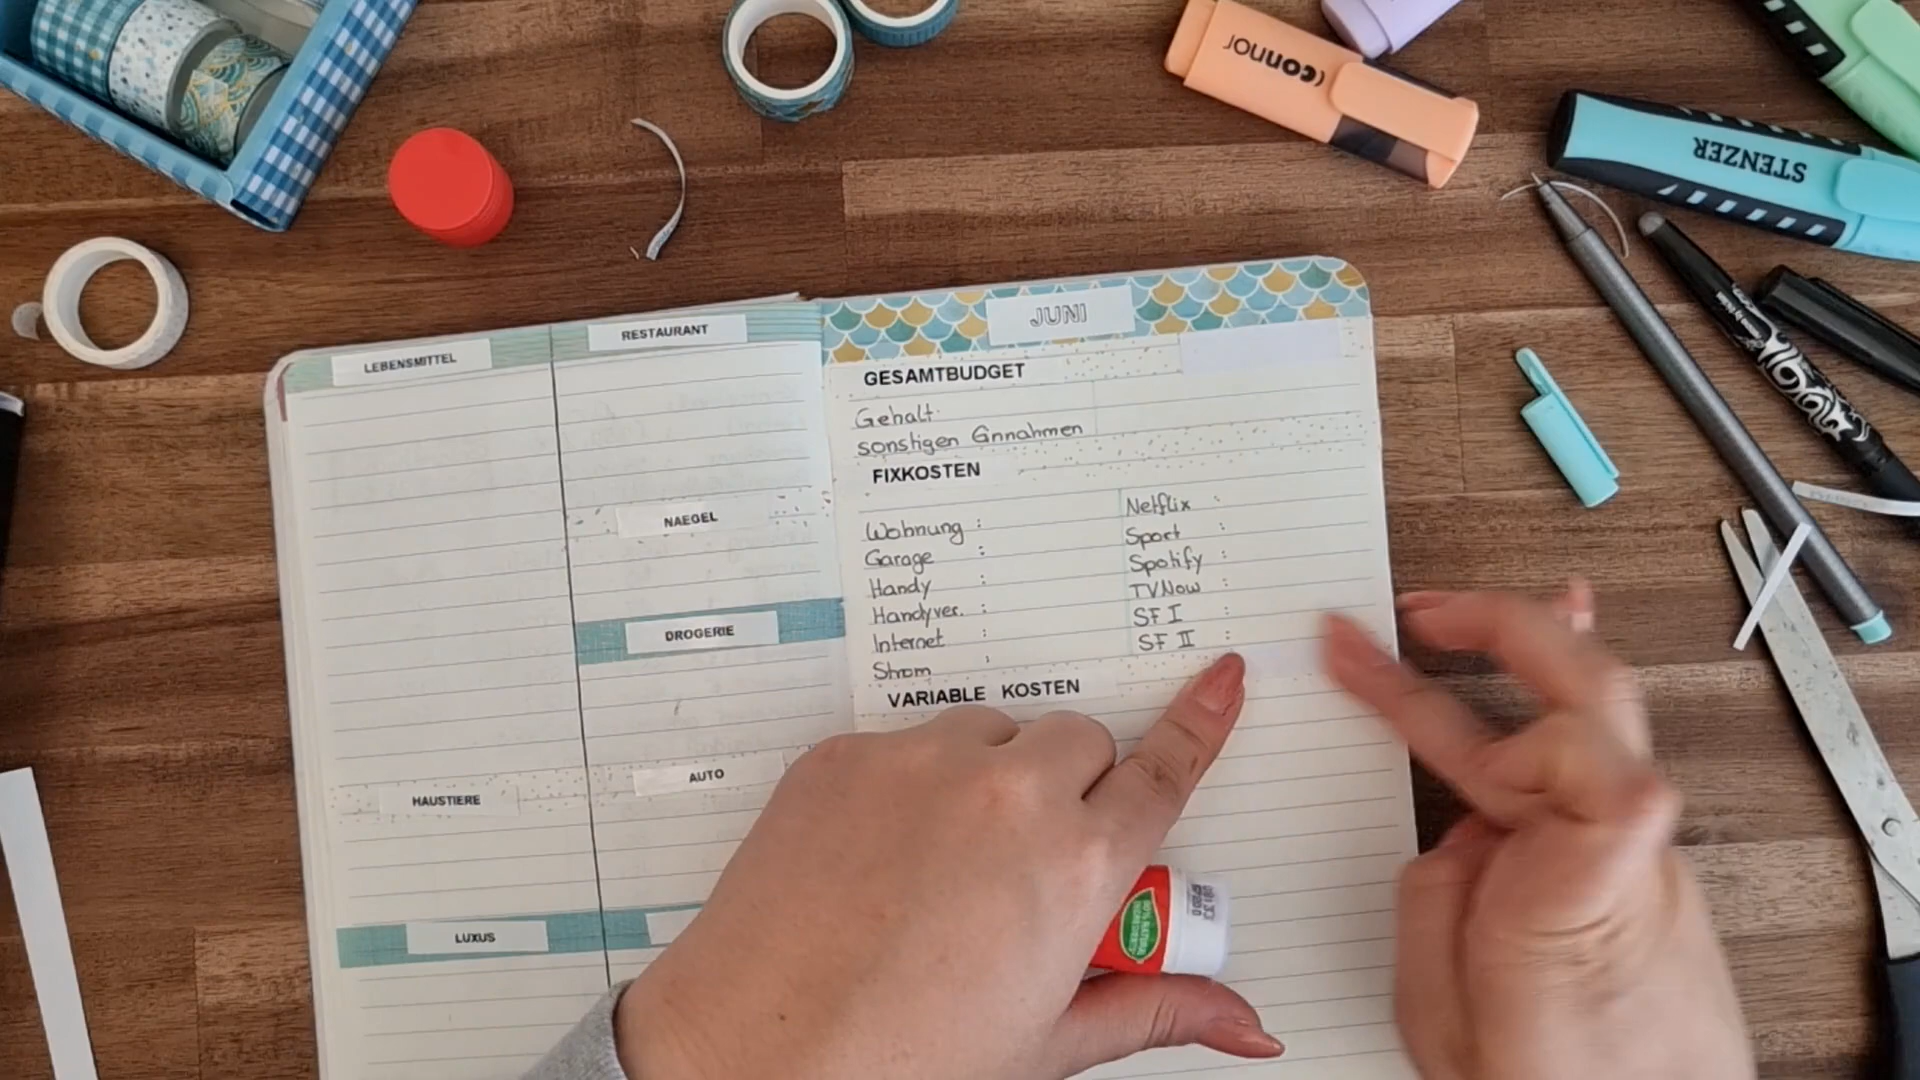 Connor
STENZER
LEBENSMITTEL
RESTAURANT
NAEGEL
DROGERIE
HAUSTIERE
AUTO
LUXUS
JUNI
GESAMTBUDGET
Gehalt:
sonstigen Einnahmen
FIXKOSTEN
Wohnung :
Garage :
Handy :
Handyver. :
Internet :
Strom :
Netflix :
Sport :
Spotify :
TVNow :
SF I :
SF II :
VARIABLE KOSTEN